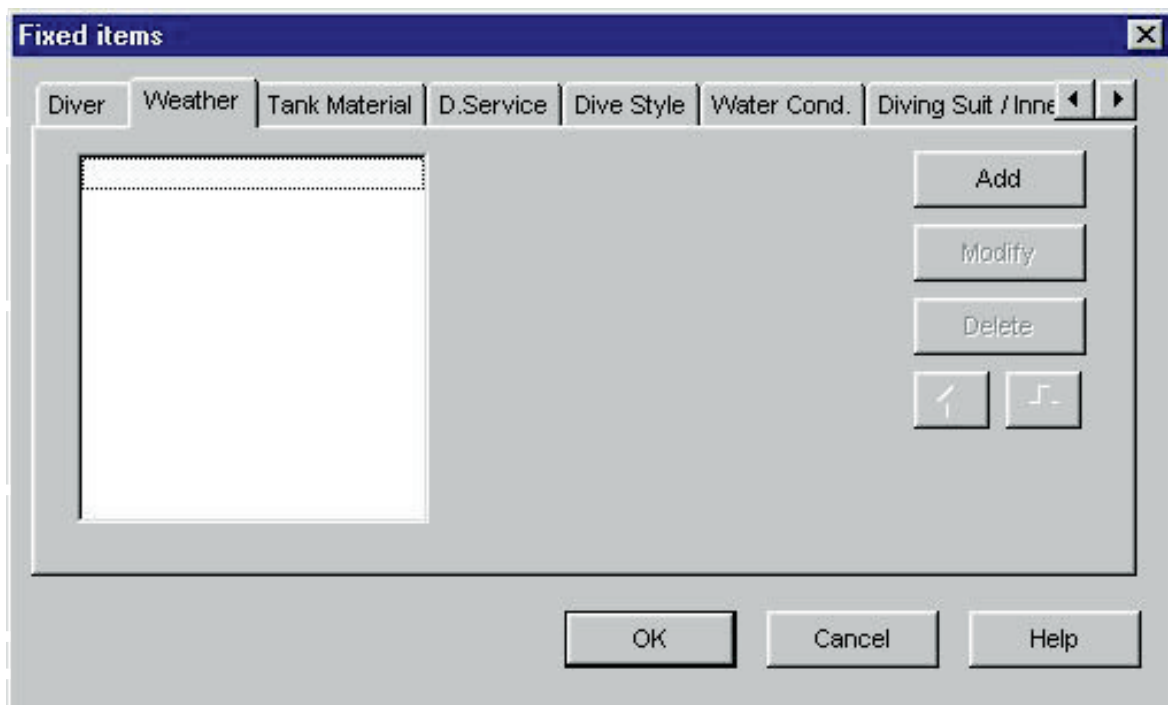 Fixed items
Diver Weather Tank Material D.Service Dive Style Water Cond. Diving Suit / Inne
Add
Modify
Delete
OK Cancel Help